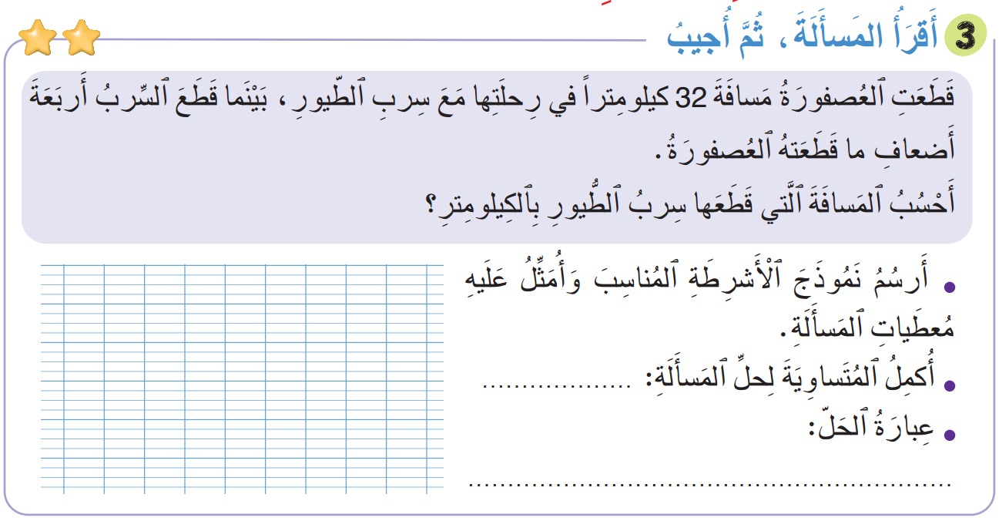 3 أَقرَأُ المَسأَلَةَ، ثُمَّ أُجيبُ
قَطَعَتِ ٱلعُصفورَةُ مَسافَةَ 32 كيلومِتراً في رِحلَتِها مَعَ سِربِ ٱلطّيورِ، بَيْنَما قَطَعَ ٱلسِّربُ أَربَعَةَ
أَضعافِ ما قَطَعَتهُ ٱلعُصفورَةُ.
أَحْسُبُ ٱلمَسافَةَ ٱلَّتي قَطَعَها سِربُ ٱلطُّيورِ بِٱلكِيلومِترِ؟
• أَرسُمُ نَمُوذَجَ ٱلْأَشرِطَةِ ٱلمُناسِبَ وَأُمَثِّلُ عَلَيهِ
مُعطَياتِ ٱلمَسأَلَةِ.
• أُكمِلُ ٱلمُتَساوِيَةَ لِحلِّ ٱلمَسأَلَةِ: ...................
• عِبارَةُ ٱلحَلّ:
..............................................................